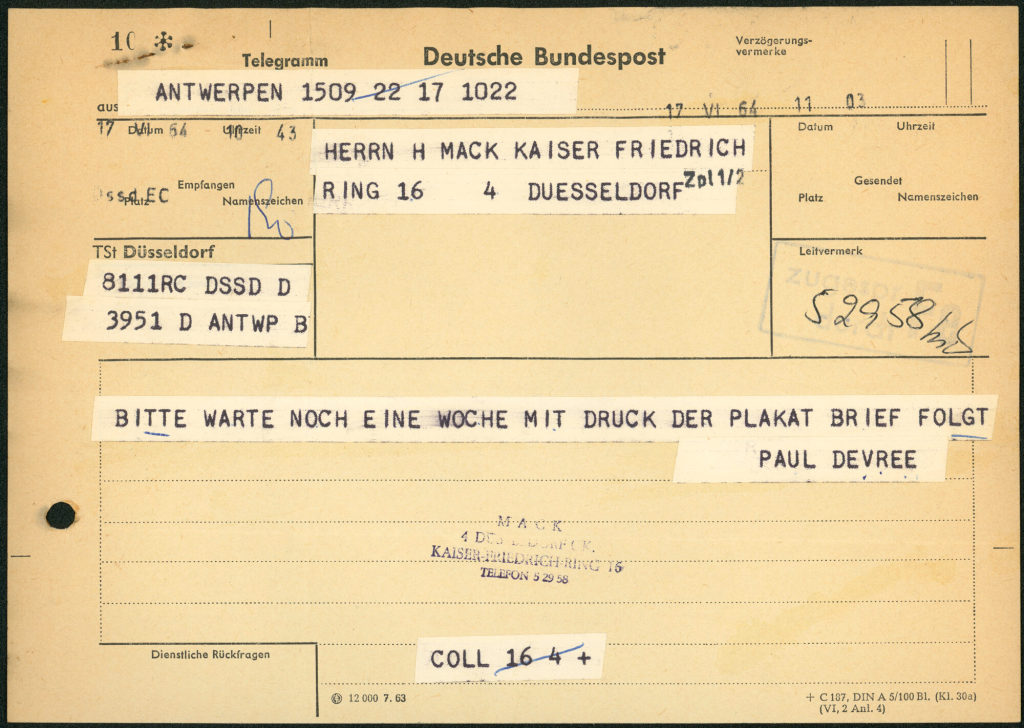 10 *
Telegramm
Deutsche Bundespost
Verzögerungs-
vermerke
ANTWERPEN 1509 22 17 1022
aus
17 VI 64 11 03
17 VI 64 10 43
Datum Uhrzeit
HERRN H MACK KAISER FRIEDRICH
RING 16 4 DUESSELDORF Zpl 1/2
Datum Uhrzeit
Empfangen
Dssd EC
Platz Namenszeichen
Gesendet
Platz Namenszeichen
TSt Düsseldorf
Leitvermerk
8111RC DSSD D
3951 D ANTWP B
52958
BITTE WARTE NOCH EINE WOCHE MIT DRUCK DER PLAKAT BRIEF FOLGT
PAUL DEVREE
MACK
KAISER-FRIEDRICH-RING 16
TELEFON 5 29 58
Dienstliche Rückfragen
COLL 16 4 +
12 000 7. 63
+ C 187, DIN A 5/100 Bl. (Kl. 30a)
(VI, 2 Anl. 4)